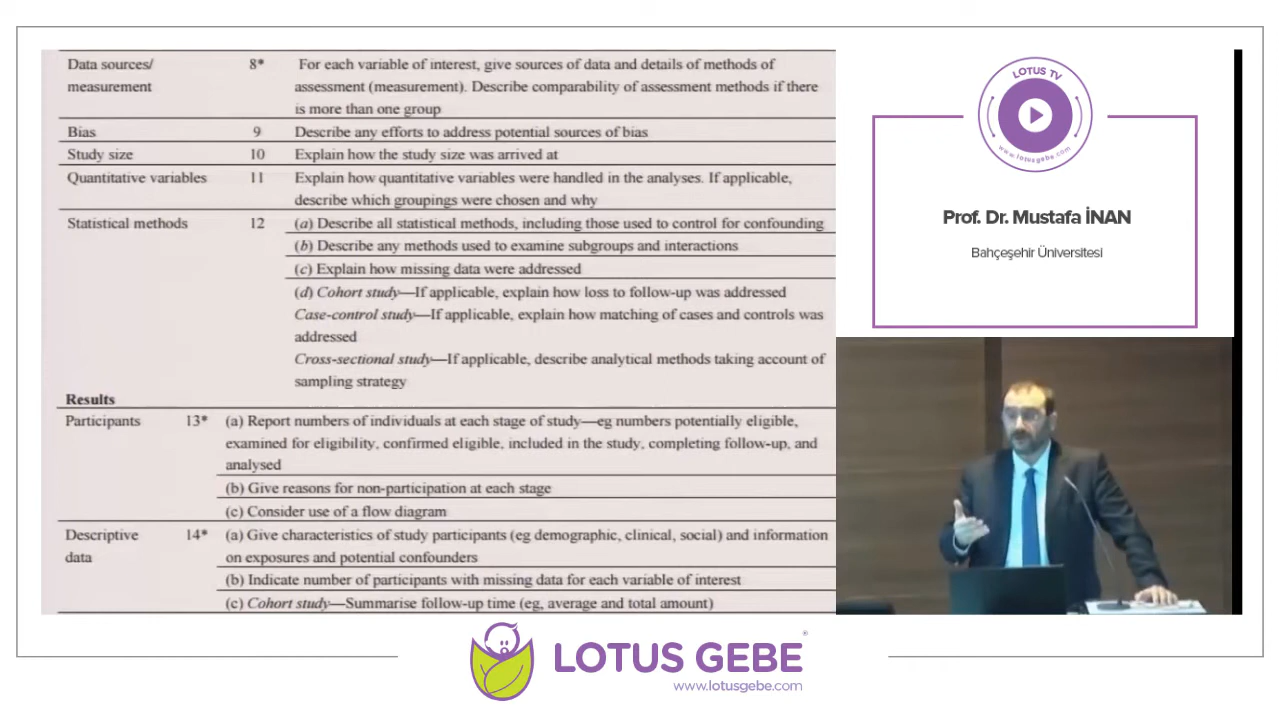 Data sources/ 8* For each variable of interest, give sources of data and details of methods of
measurement assessment (measurement). Describe comparability of assessment methods if there
is more than one group
Bias 9 Describe any efforts to address potential sources of bias
Study size 10 Explain how the study size was arrived at
Quantitative variables 11 Explain how quantitative variables were handled in the analyses. If applicable,
describe which groupings were chosen and why
Statistical methods 12 (a) Describe all statistical methods, including those used to control for confounding
(b) Describe any methods used to examine subgroups and interactions
(c) Explain how missing data were addressed
(d) Cohort study—If applicable, explain how loss to follow-up was addressed
Case-control study—If applicable, explain how matching of cases and controls was
addressed
Cross-sectional study—If applicable, describe analytical methods taking account of
sampling strategy
Results
Participants 13* (a) Report numbers of individuals at each stage of study—eg numbers potentially eligible,
examined for eligibility, confirmed eligible, included in the study, completing follow-up, and
analysed
(b) Give reasons for non-participation at each stage
(c) Consider use of a flow diagram
Descriptive 14* (a) Give characteristics of study participants (eg demographic, clinical, social) and information
data on exposures and potential confounders
(b) Indicate number of participants with missing data for each variable of interest
(c) Cohort study—Summarise follow-up time (eg, average and total amount)
LOTUS TV
www.lotusgebe.com
Prof. Dr. Mustafa İNAN
Bahçeşehir Üniversitesi
LOTUS GEBE®
www.lotusgebe.com